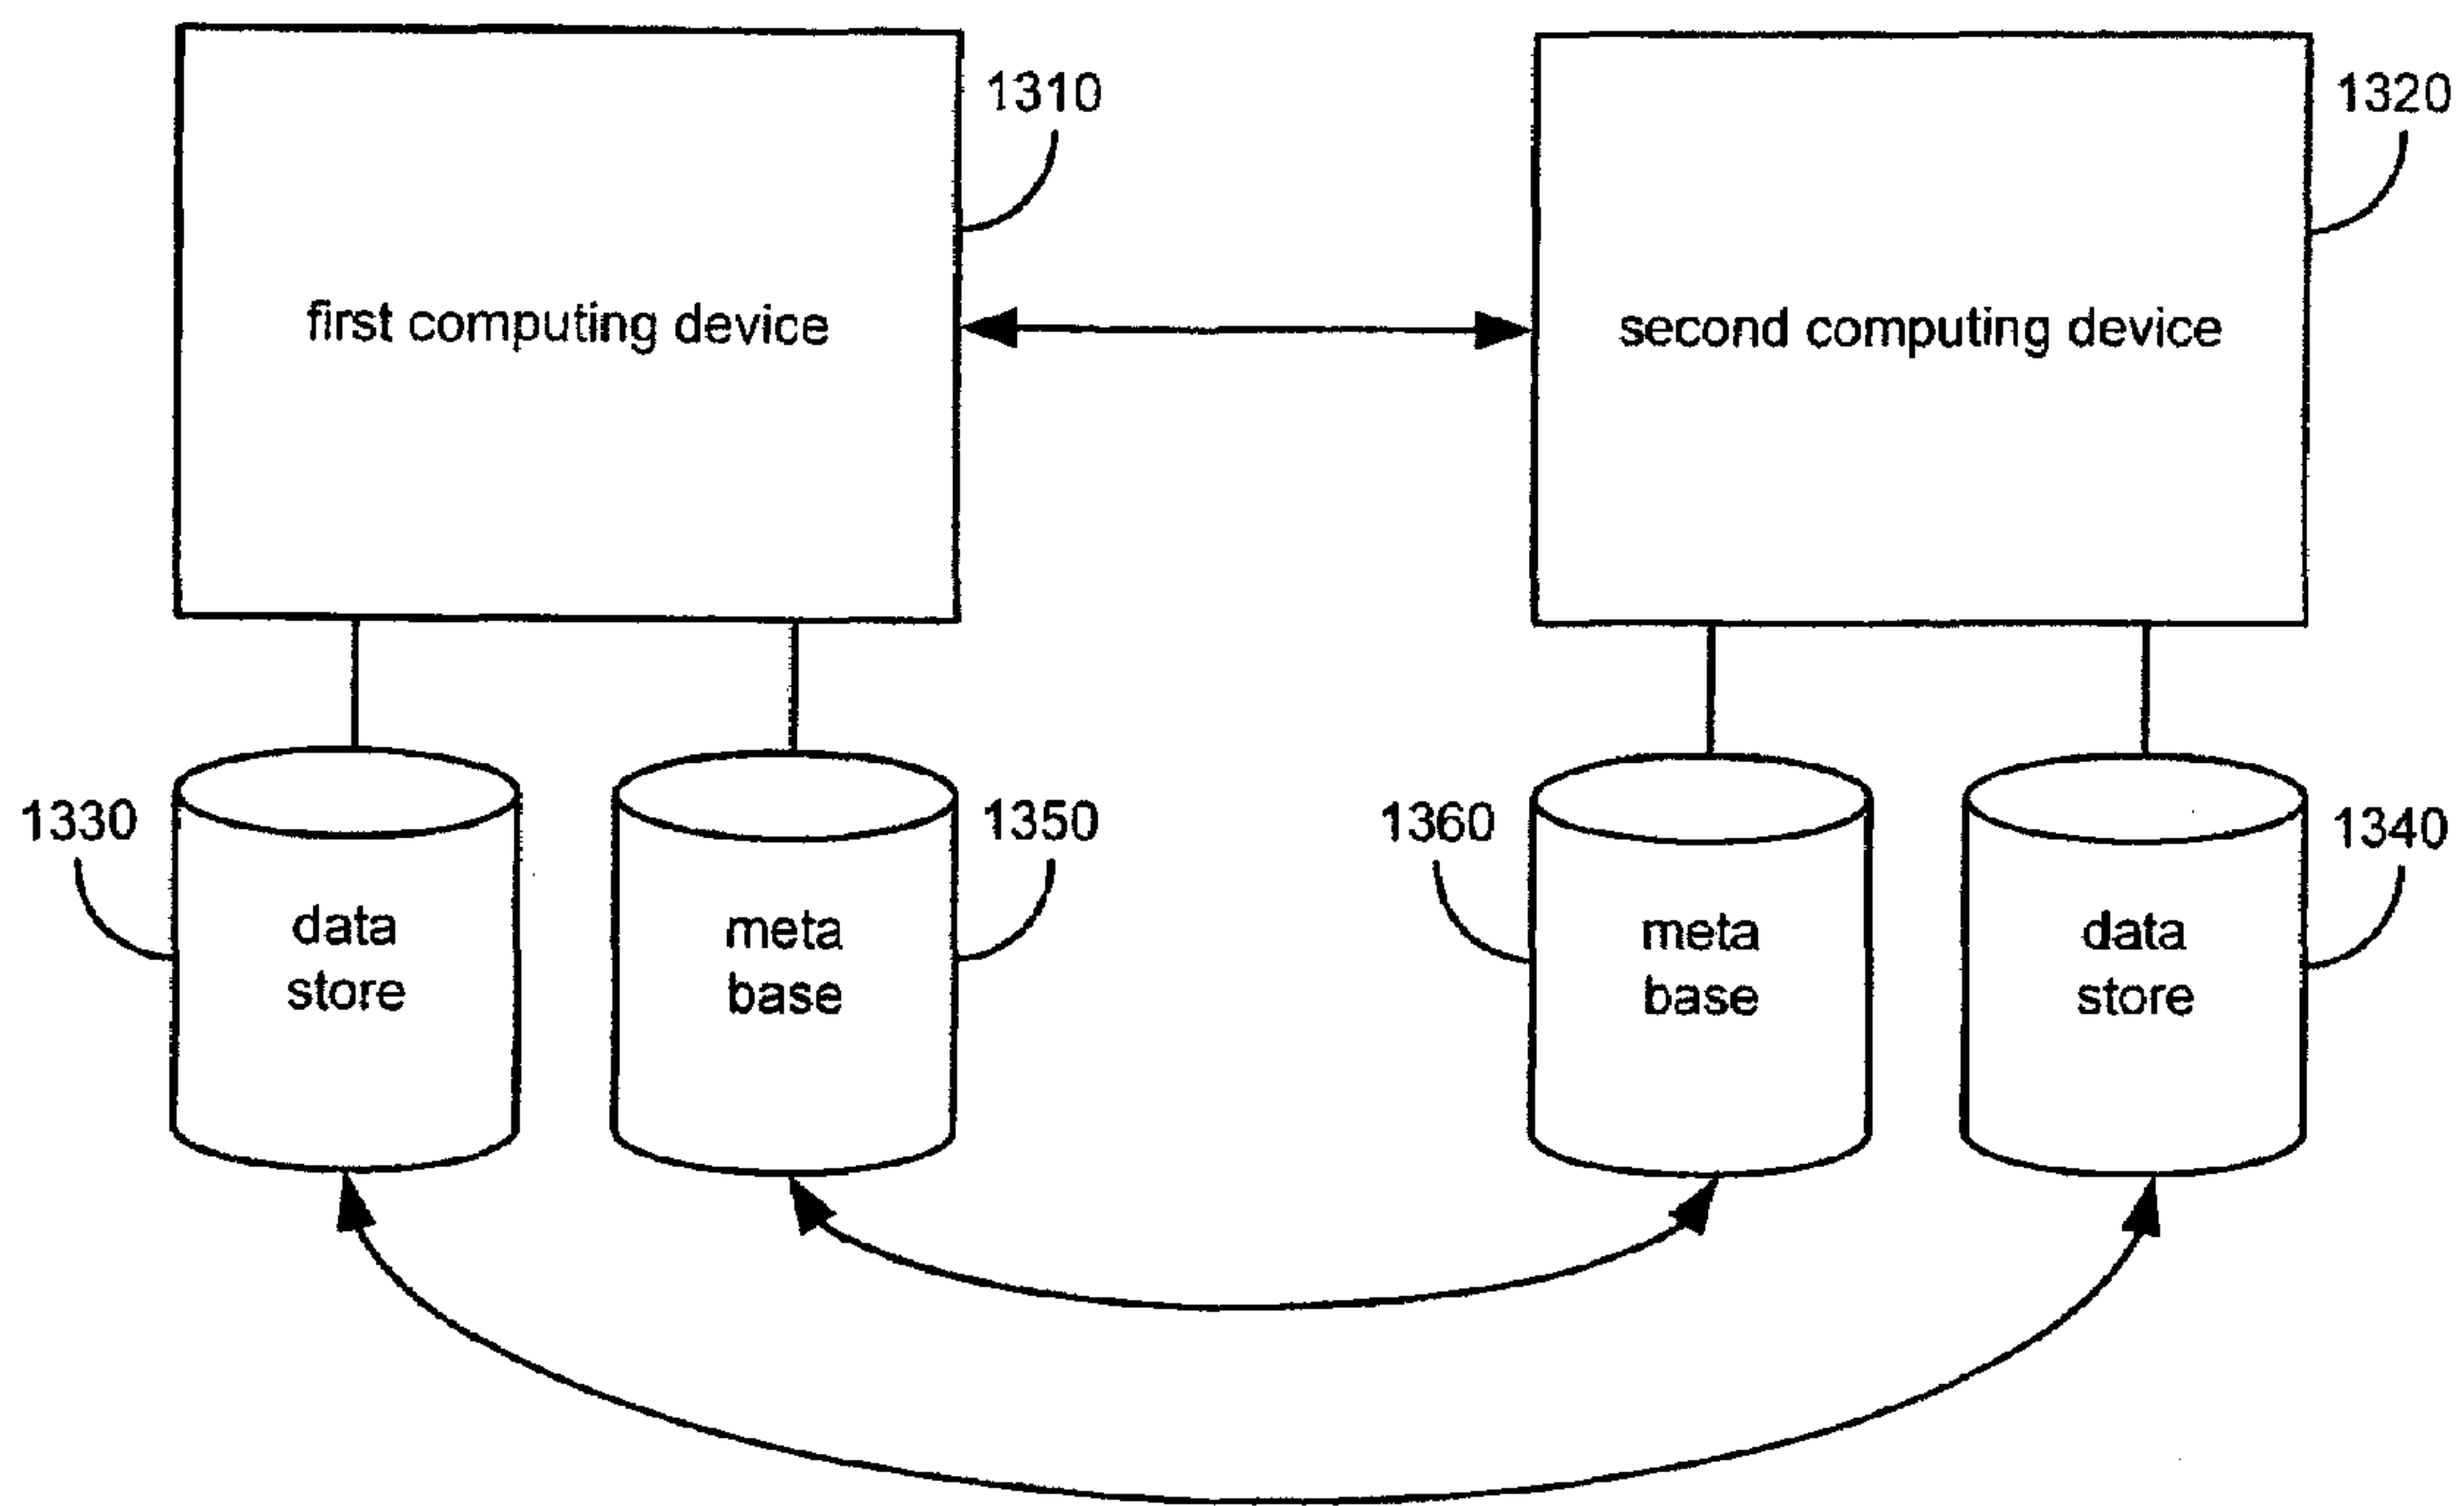 1310
1320
first computing device
second computing device
1330
1350
1360
1340
data
store
meta
base
meta
base
data
store